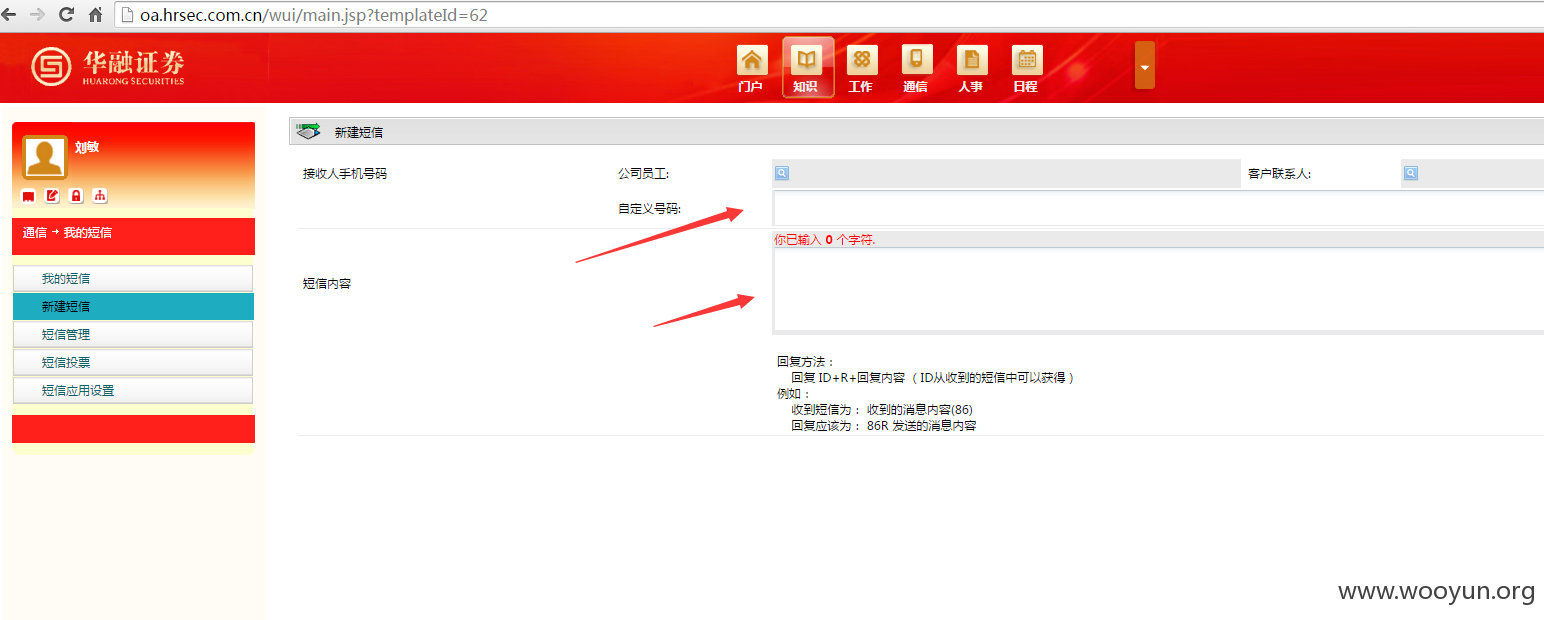 oa.hrsec.com.cn/wui/main.jsp?templateId=62
华融证券
HUARONG SECURITIES
门户 知识 工作 通信 人事 日程
刘敏
通信 → 我的短信
我的短信
新建短信
短信管理
短信投票
短信应用设置
新建短信
接收人手机号码 公司员工: 客户联系人:
自定义号码:
你已输入 0 个字符.
短信内容
回复方法：
回复 ID+R+回复内容 （ID从收到的短信中可以获得）
例如：
收到短信为： 收到的消息内容(86)
回复应该为： 86R 发送的消息内容
www.wooyun.org